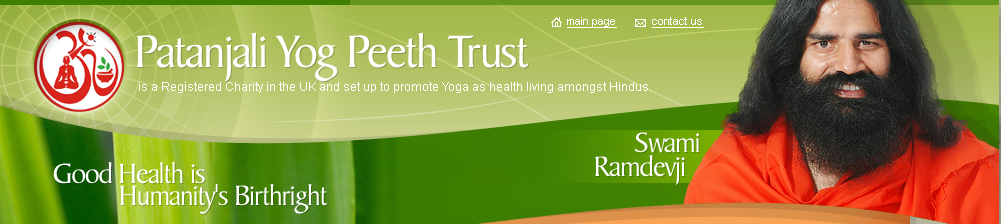 main page
contact us
Patanjali Yog Peeth Trust
is a Registered Charity in the UK and set up to promote Yoga as health living amongst Hindus.
Swami
Ramdevji
Good Health is
Humanity's Birthright